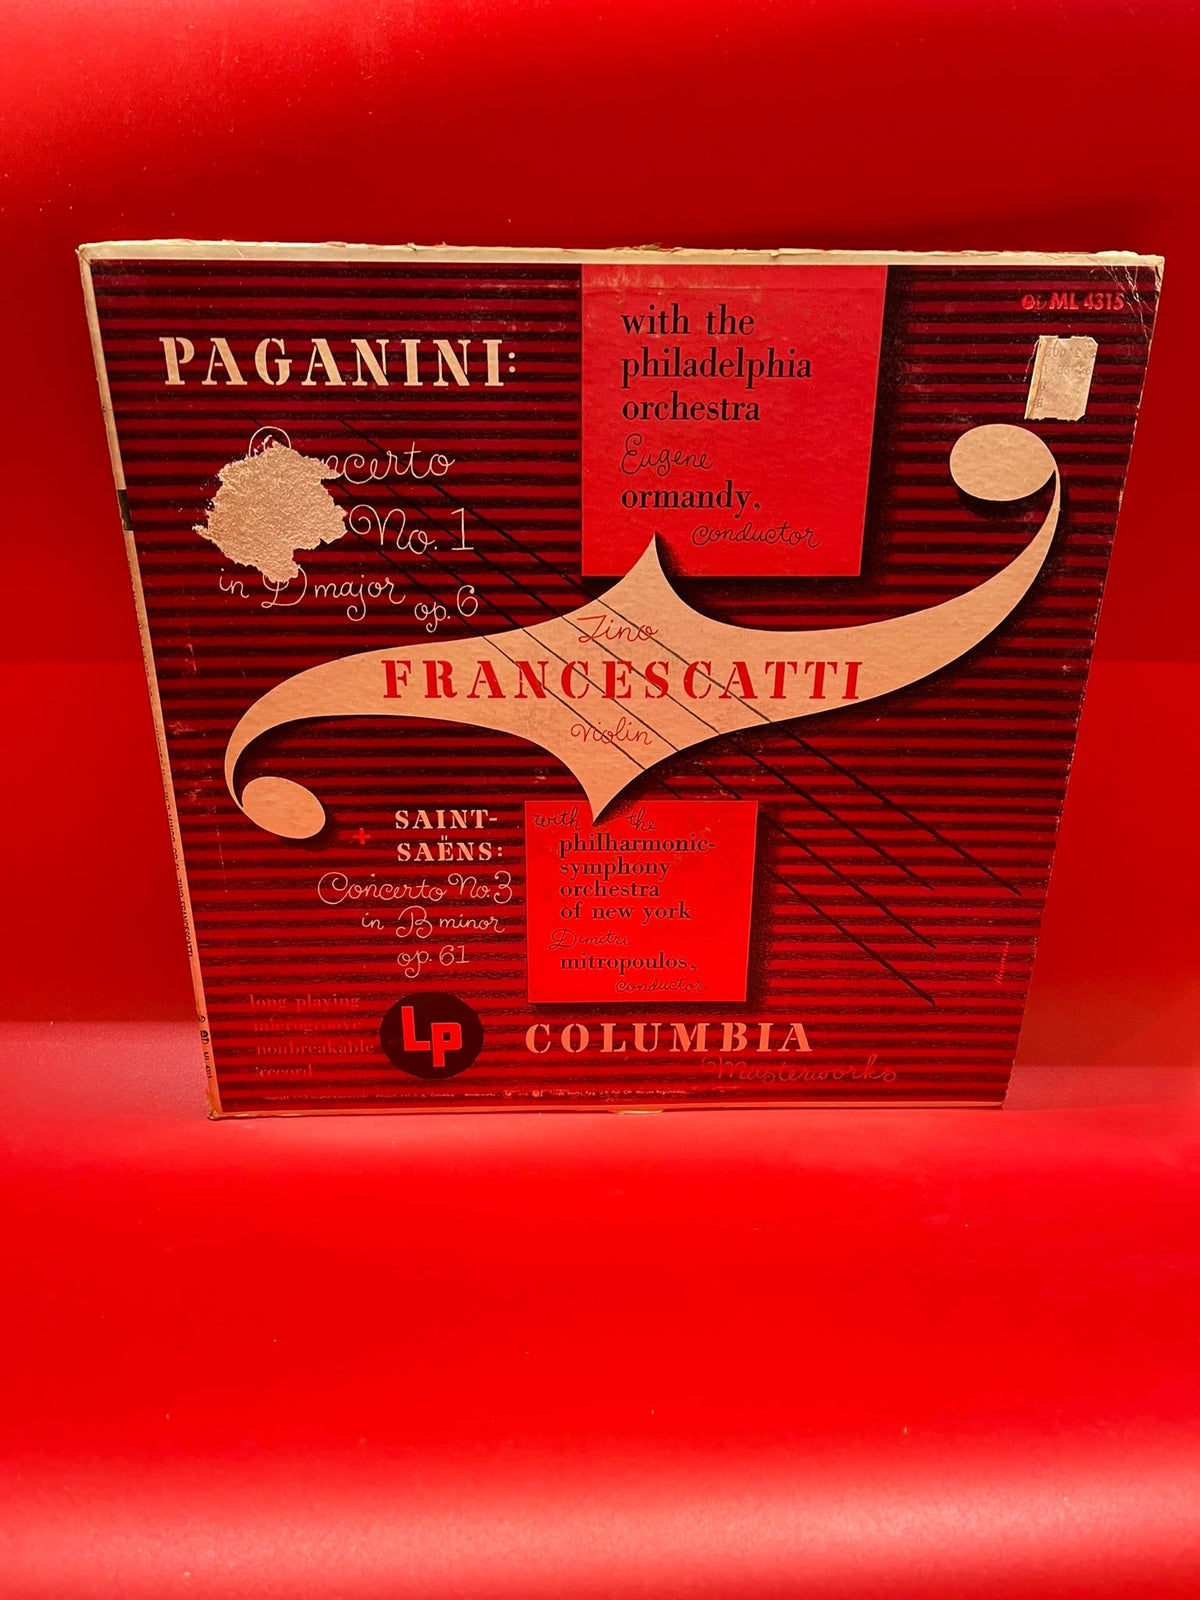 ML 4315
PAGANINI:
Concerto
No. 1
in D major
op. 6
with the
philadelphia
orchestra
Eugene
ormandy,
conductor
Zino
FRANCESCATTI
violin
+ SAINT-
SAËNS:
Concerto No. 3
in B minor
op. 61
with the
philharmonic-
symphony
orchestra
of new york
Dimitri
mitropoulos,
conductor
long playing
microgroove
nonbreakable
record
LP
COLUMBIA
Masterworks